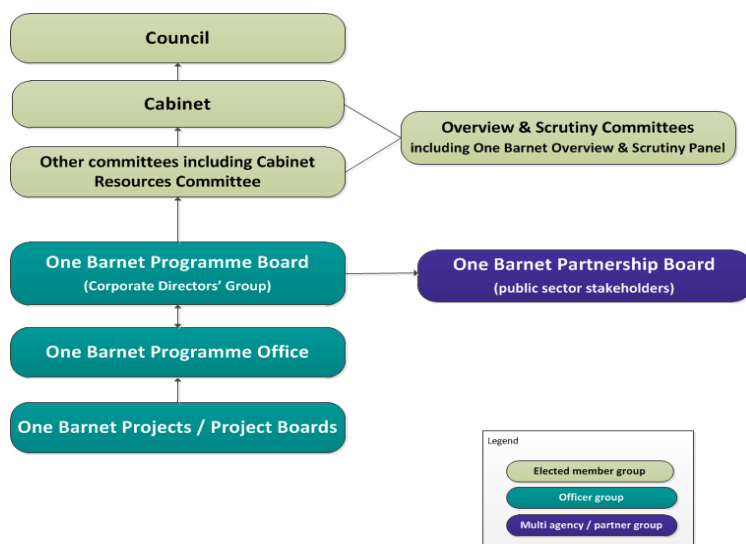 Council
Cabinet
Other committees including Cabinet
Resources Committee
Overview & Scrutiny Committees
including One Barnet Overview & Scrutiny Panel
One Barnet Programme Board
(Corporate Directors' Group)
One Barnet Partnership Board
(public sector stakeholders)
One Barnet Programme Office
One Barnet Projects / Project Boards
Legend
Elected member group
Officer group
Multi agency / partner group